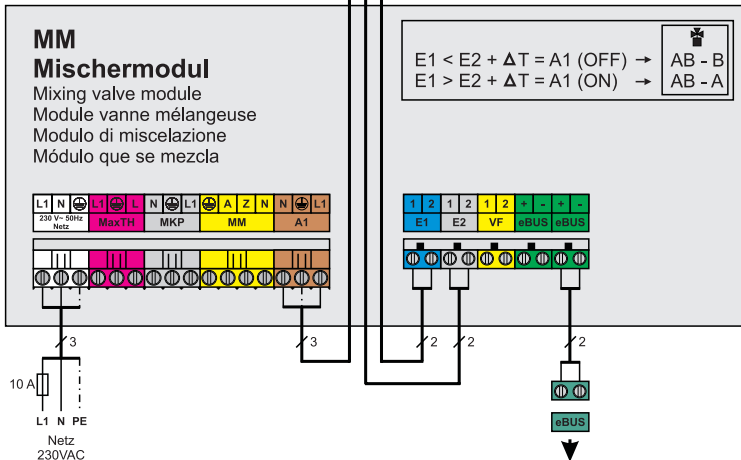 MM
Mischermodul
Mixing valve module
Module vanne mélangeuse
Modulo di miscelazione
Módulo que se mezcla
E1 < E2 + ΔT = A1 (OFF) → AB - B
E1 > E2 + ΔT = A1 (ON) → AB - A
L1 N L1 L N L1 A Z N N L1
230 V~ 50Hz
Netz
MaxTH MKP MM A1
1 2 1 2 1 2 + - + -
E1 E2 VF eBUS eBUS
3 3 2 2 2
10 A
L1 N PE
Netz
230VAC
eBUS